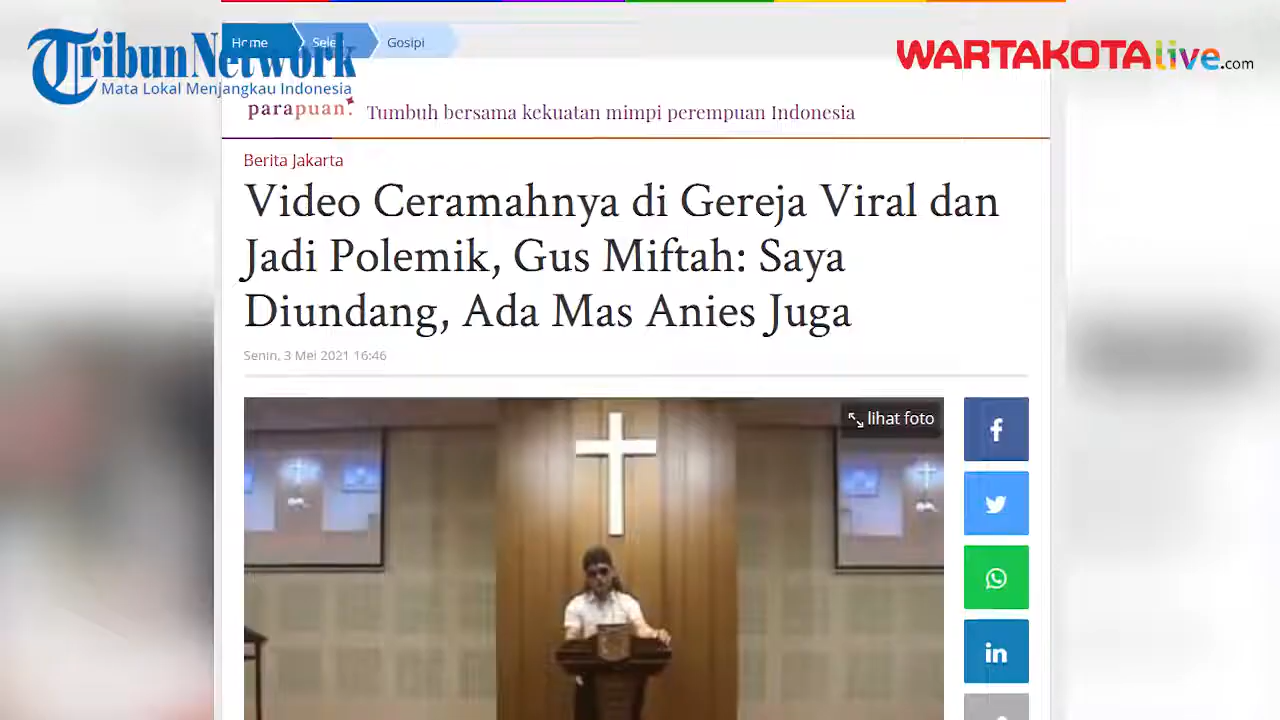 Home
Sele
Gosipi
TribunNetwork
Mata Lokal Menjangkau Indonesia
WARTAKOTAlive.com
parapuan.
Tumbuh bersama kekuatan mimpi perempuan Indonesia
Berita Jakarta
Video Ceramahnya di Gereja Viral dan
Jadi Polemik, Gus Miftah: Saya
Diundang, Ada Mas Anies Juga
Senin, 3 Mei 2021 16:46
lihat foto